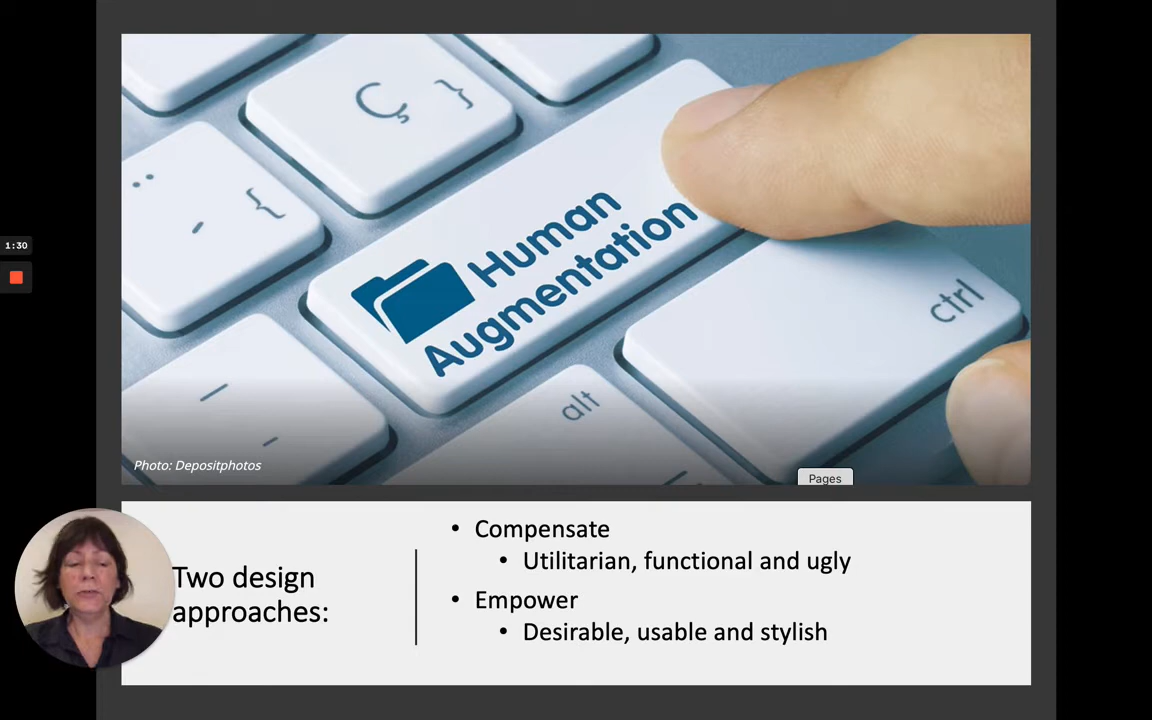 Ç }
¨ ´ {
Human
Augmentation
ctrl
alt
Photo: Depositphotos
Pages
1:30
Two design
approaches:
• Compensate
• Utilitarian, functional and ugly
• Empower
• Desirable, usable and stylish